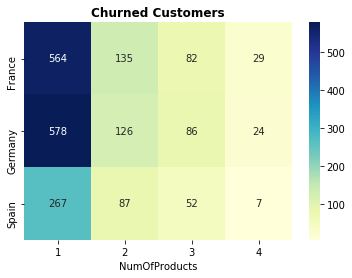 Churned Customers
France 564 135 82 29
Germany 578 126 86 24
Spain 267 87 52 7
1 2 3 4
NumOfProducts
500
400
300
200
100